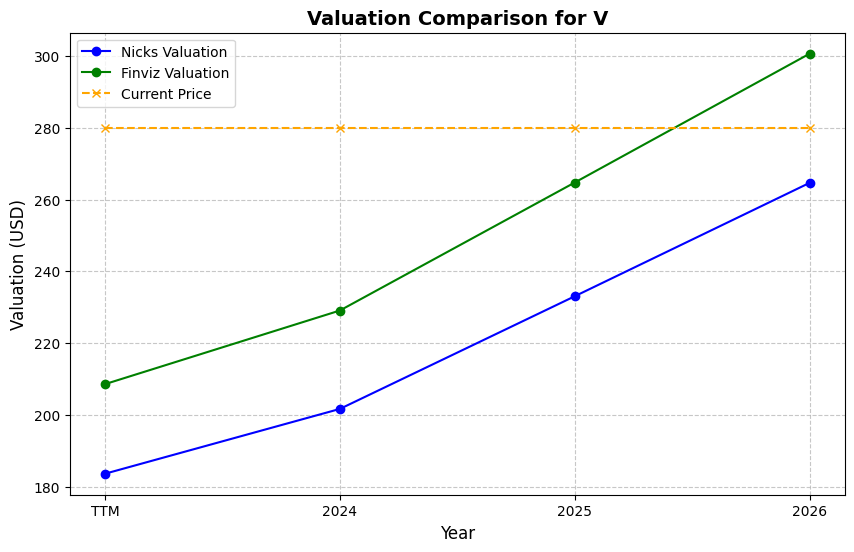 Valuation Comparison for V
Nicks Valuation
Finviz Valuation
Current Price
Valuation (USD)
300
280
260
240
220
200
180
TTM 2024 2025 2026
Year